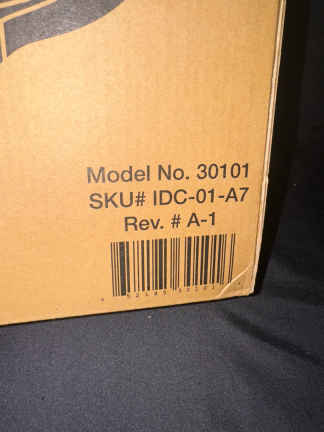 Model No. 30101
SKU# IDC-01-A7
Rev. # A-1